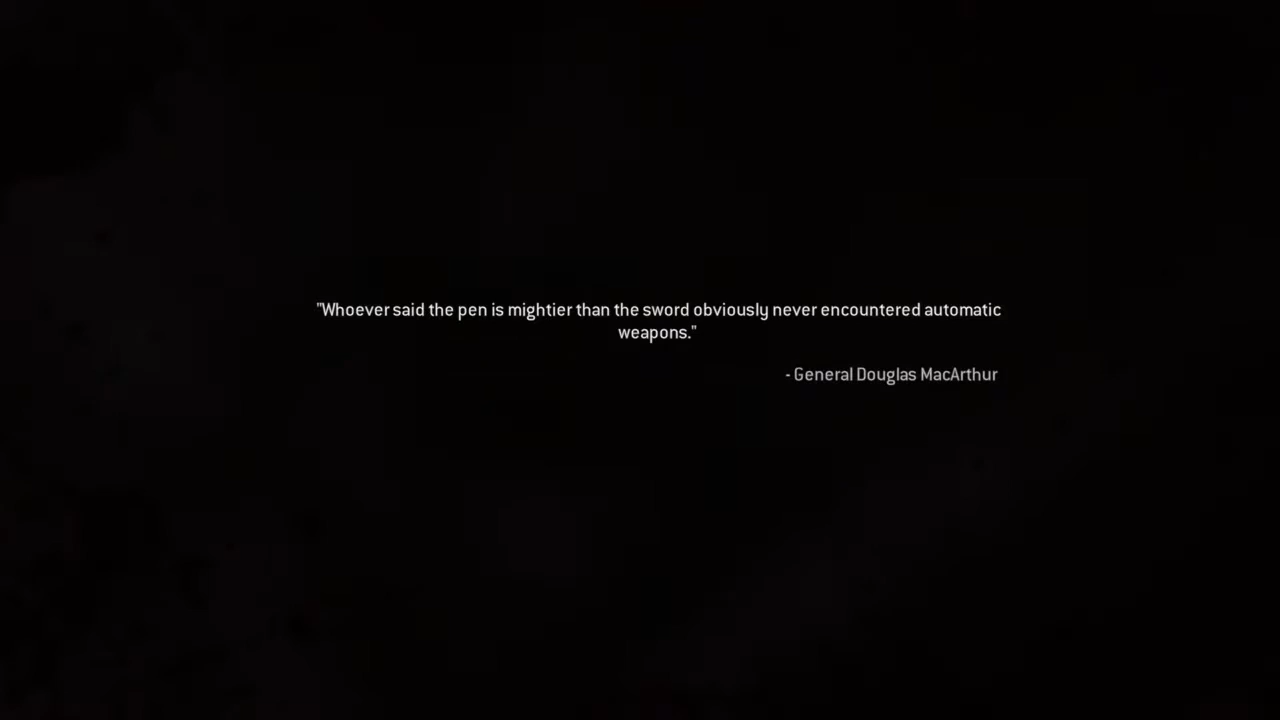 "Whoever said the pen is mightier than the sword obviously never encountered automatic
weapons."
- General Douglas MacArthur